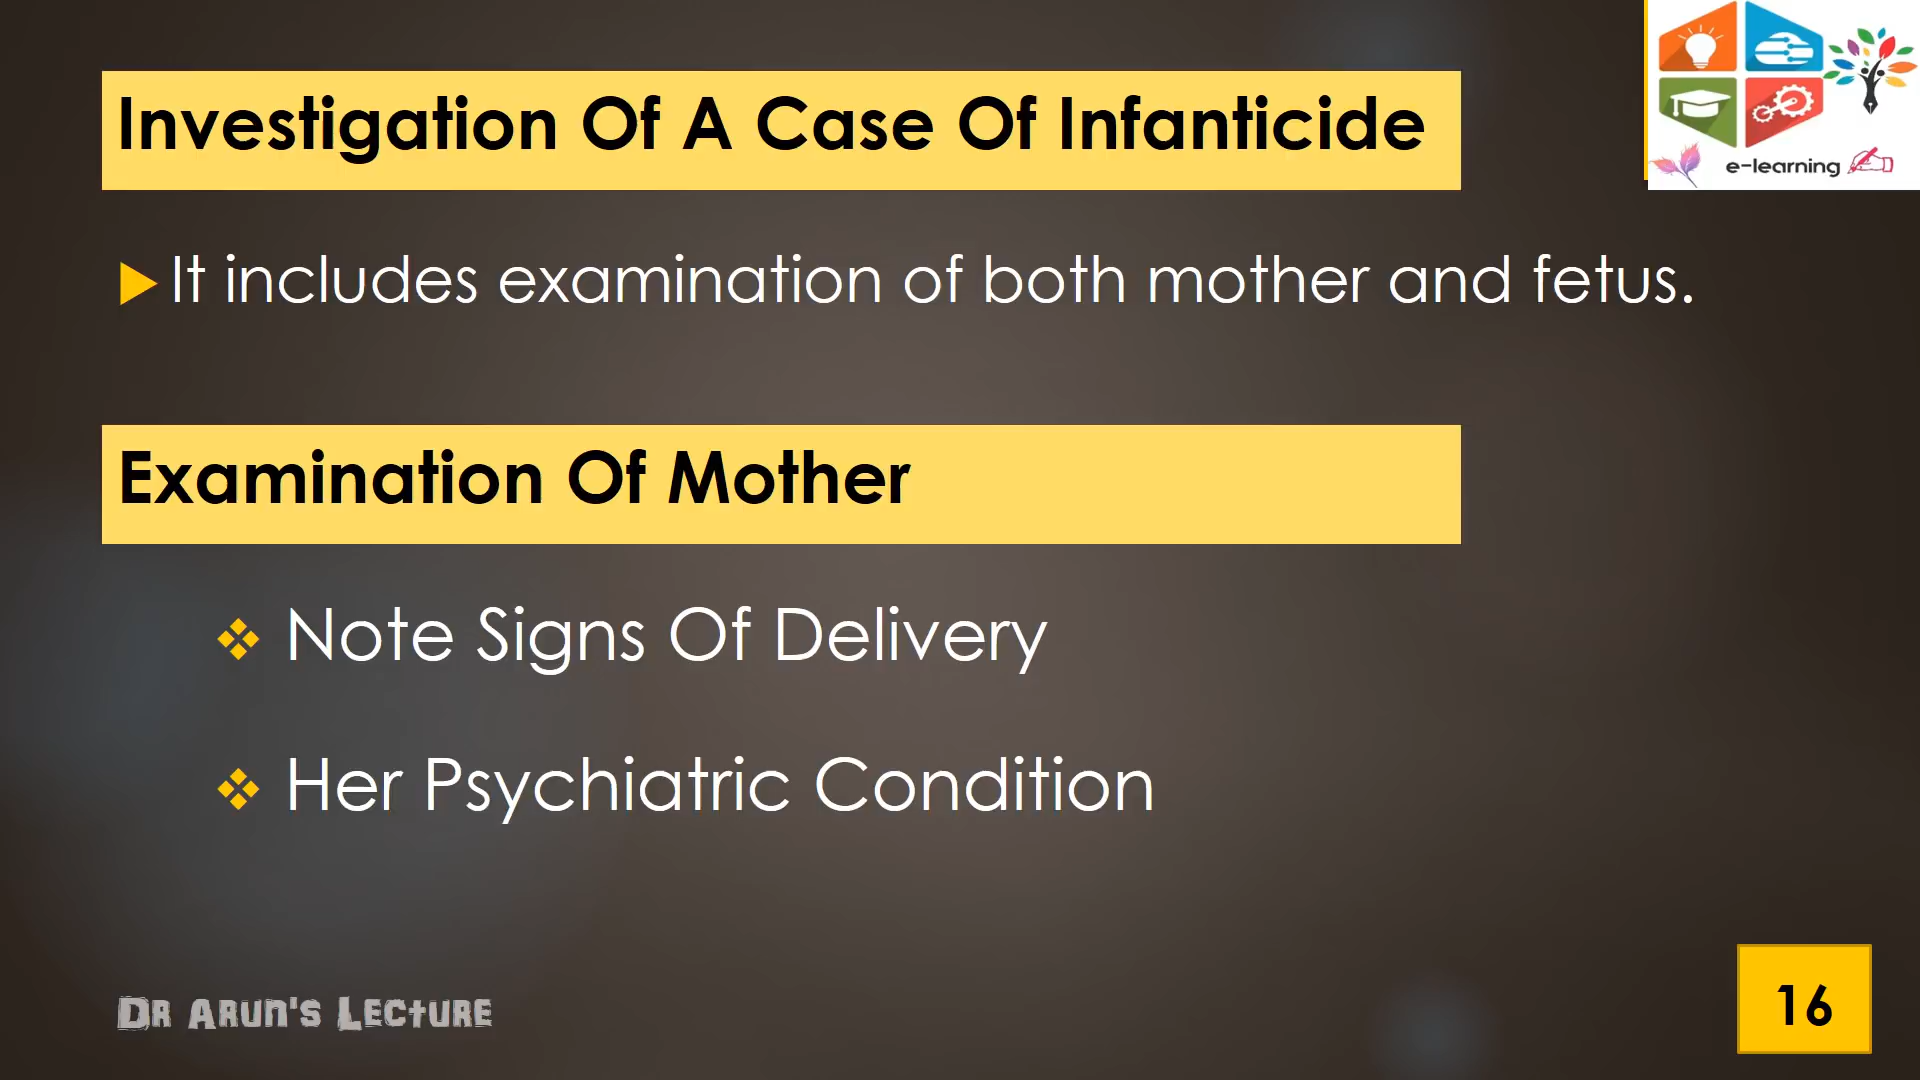 Investigation Of A Case Of Infanticide
e-learning
It includes examination of both mother and fetus.
Examination Of Mother
Note Signs Of Delivery
Her Psychiatric Condition
Dr Arun's Lecture
16